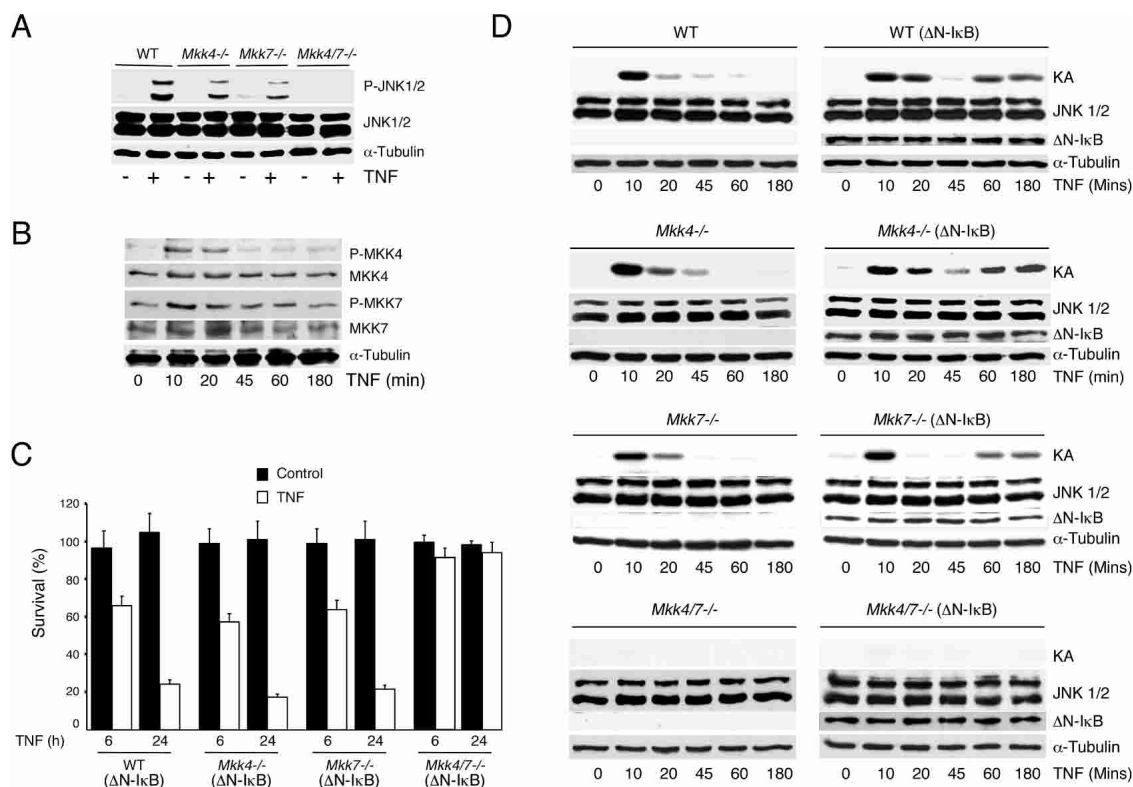 A
WT Mkk4-/- Mkk7-/- Mkk4/7-/-
P-JNK1/2
JNK1/2
α-Tubulin
- + - + - + - + TNF
B
P-MKK4
MKK4
P-MKK7
MKK7
α-Tubulin
0 10 20 45 60 180 TNF (min)
C
Control
TNF
Survival (%)
120
100
80
60
40
20
0
TNF (h) 6 24 6 24 6 24 6 24
WT Mkk4-/- Mkk7-/- Mkk4/7-/-
(ΔN-IκB) (ΔN-IκB) (ΔN-IκB) (ΔN-IκB)
D
WT WT (ΔN-IκB)
KA
JNK 1/2
ΔN-IκB
α-Tubulin
0 10 20 45 60 180 0 10 20 45 60 180 TNF (Mins)
Mkk4-/- Mkk4-/- (ΔN-IκB)
KA
JNK 1/2
ΔN-IκB
α-Tubulin
0 10 20 45 60 180 0 10 20 45 60 180 TNF (min)
Mkk7-/- Mkk7-/- (ΔN-IκB)
KA
JNK 1/2
ΔN-IκB
α-Tubulin
0 10 20 45 60 180 0 10 20 45 60 180 TNF (Mins)
Mkk4/7-/- Mkk4/7-/- (ΔN-IκB)
KA
JNK 1/2
ΔN-IκB
α-Tubulin
0 10 20 45 60 180 0 10 20 45 60 180 TNF (Mins)